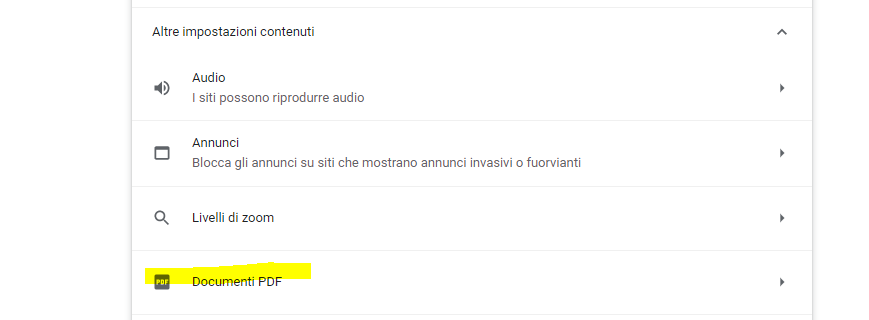 Altre impostazioni contenuti
Audio
I siti possono riprodurre audio
Annunci
Blocca gli annunci su siti che mostrano annunci invasivi o fuorvianti
Livelli di zoom
PDF Documenti PDF